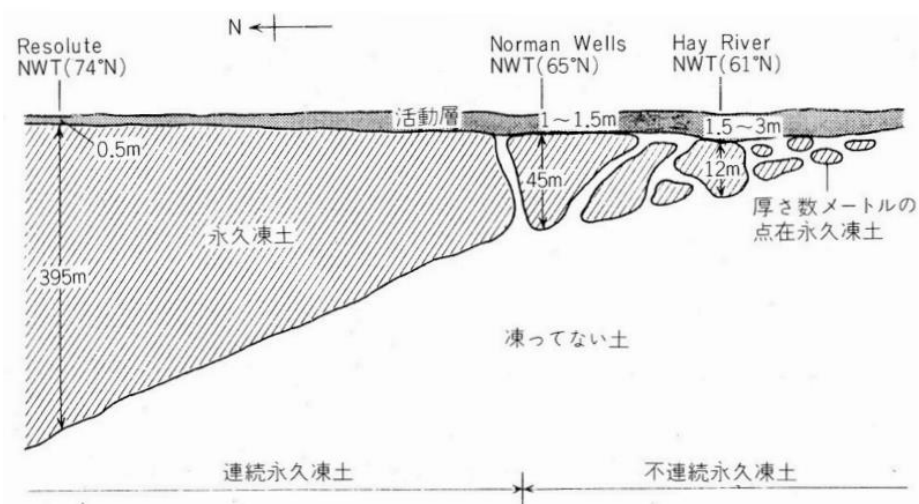 N
Resolute
NWT(74°N)
Norman Wells
NWT(65°N)
Hay River
NWT(61°N)
活動層
1～1.5m
1.5～3m
0.5m
45m
12m
厚さ数メートルの
点在永久凍土
永久凍土
395m
凍ってない土
連続永久凍土
不連続永久凍土